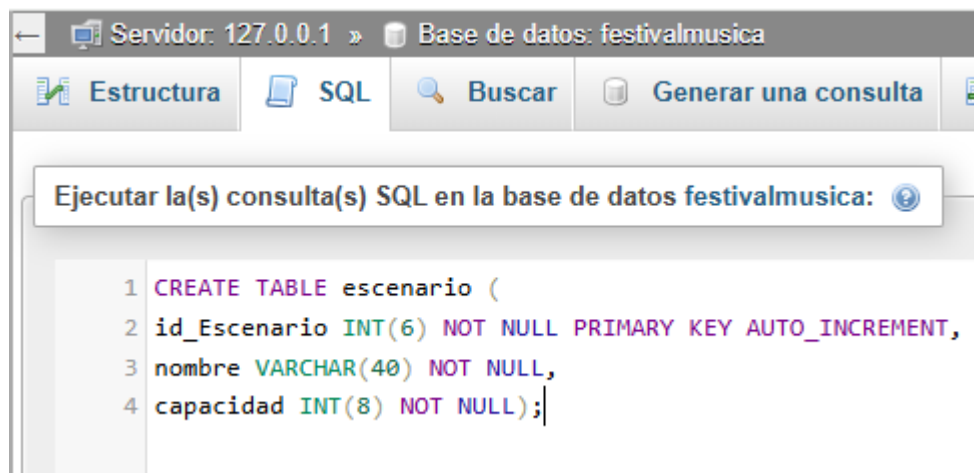 ← Servidor: 127.0.0.1 » Base de datos: festivalmusica
Estructura SQL Buscar Generar una consulta
Ejecutar la(s) consulta(s) SQL en la base de datos festivalmusica:
1 CREATE TABLE escenario (
2 id_Escenario INT(6) NOT NULL PRIMARY KEY AUTO_INCREMENT,
3 nombre VARCHAR(40) NOT NULL,
4 capacidad INT(8) NOT NULL);